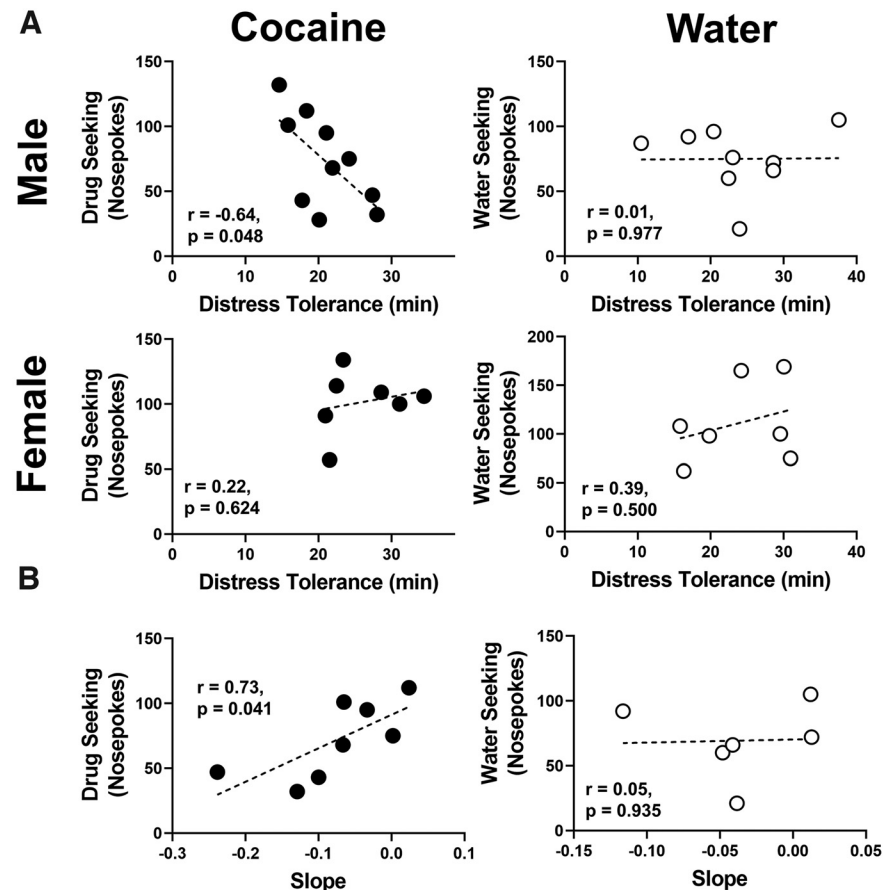 A
Cocaine
Water
Male
Drug Seeking
(Nosepokes)
150
100
50
0
r = -0.64,
p = 0.048
0
10
20
30
Distress Tolerance (min)
Water Seeking
(Nosepokes)
150
100
50
0
r = 0.01,
p = 0.977
0
10
20
30
40
Distress Tolerance (min)
Female
Drug Seeking
(Nosepokes)
150
100
50
0
r = 0.22,
p = 0.624
0
10
20
30
Distress Tolerance (min)
Water Seeking
(Nosepokes)
200
150
100
50
0
r = 0.39,
p = 0.500
0
10
20
30
40
Distress Tolerance (min)
B
Drug Seeking
(Nosepokes)
150
100
50
0
r = 0.73,
p = 0.041
-0.3
-0.2
-0.1
0.0
0.1
Slope
Water Seeking
(Nosepokes)
150
100
50
0
r = 0.05,
p = 0.935
-0.15
-0.10
-0.05
0.00
0.05
Slope